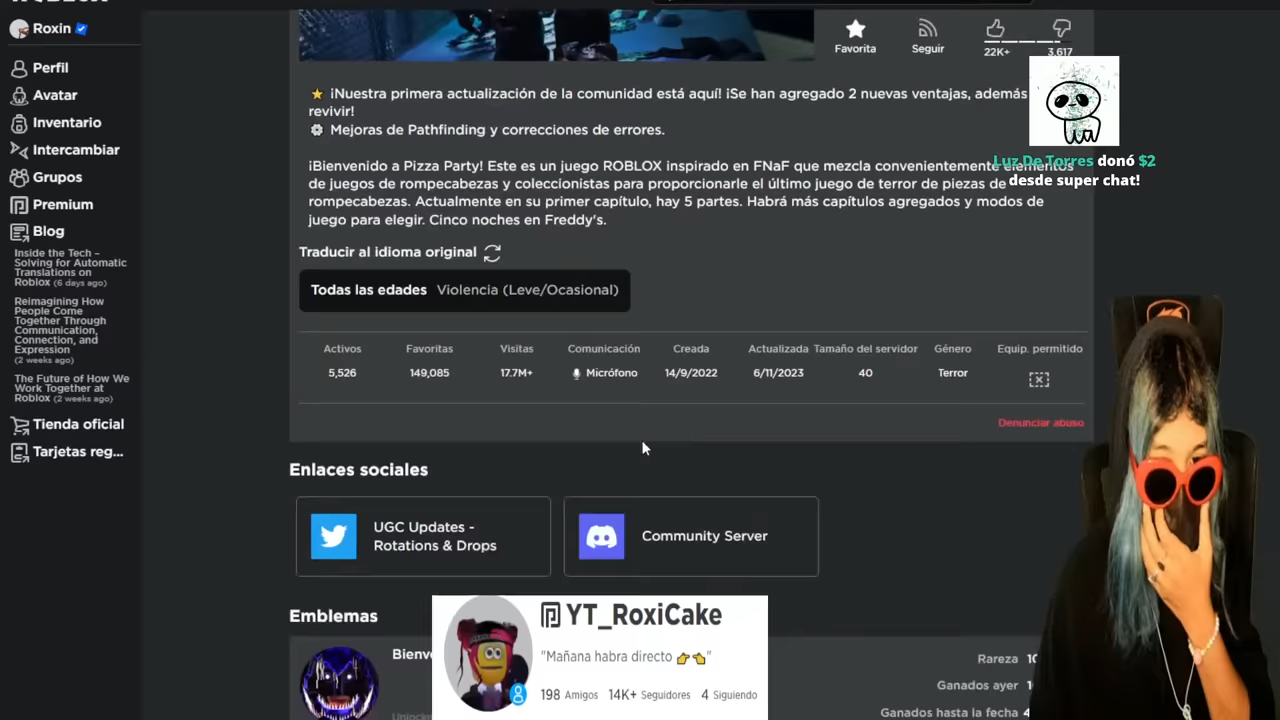 Roxin
Perfil
Avatar
Inventario
Intercambiar
Grupos
Premium
Blog
Inside the Tech –
Solving for Automatic
Translations on
Roblox (6 days ago)
Reimagining How
People Come
Together Through
Communication,
Connection, and
Expression
(2 weeks ago)
The Future of How We
Work Together at
Roblox (2 weeks ago)
Tienda oficial
Tarjetas reg...
Favorita
Seguir
22K+
3,617
¡Nuestra primera actualización de la comunidad está aquí! ¡Se han agregado 2 nuevas ventajas, además
revivir!
Mejoras de Pathfinding y correcciones de errores.
¡Bienvenido a Pizza Party! Este es un juego ROBLOX inspirado en FNaF que mezcla convenientemente elementos
de juegos de rompecabezas y coleccionistas para proporcionarle el último juego de terror de piezas de
rompecabezas. Actualmente en su primer capítulo, hay 5 partes. Habrá más capítulos agregados y modos de
juego para elegir. Cinco noches en Freddy's.
Luz De Torres donó $2
desde super chat!
Traducir al idioma original
Todas las edades Violencia (Leve/Ocasional)
Activos Favoritas Visitas Comunicación Creada Actualizada Tamaño del servidor Género Equip. permitido
5,526 149,085 17.7M+ Micrófono 14/9/2022 6/11/2023 40 Terror
Denunciar abuso
Enlaces sociales
UGC Updates -
Rotations & Drops
Community Server
Emblemas
YT_RoxiCake
"Mañana habra directo 👉👈"
198 Amigos 14K+ Seguidores 4 Siguiendo
Rareza
Ganados ayer
Ganados hasta la fecha